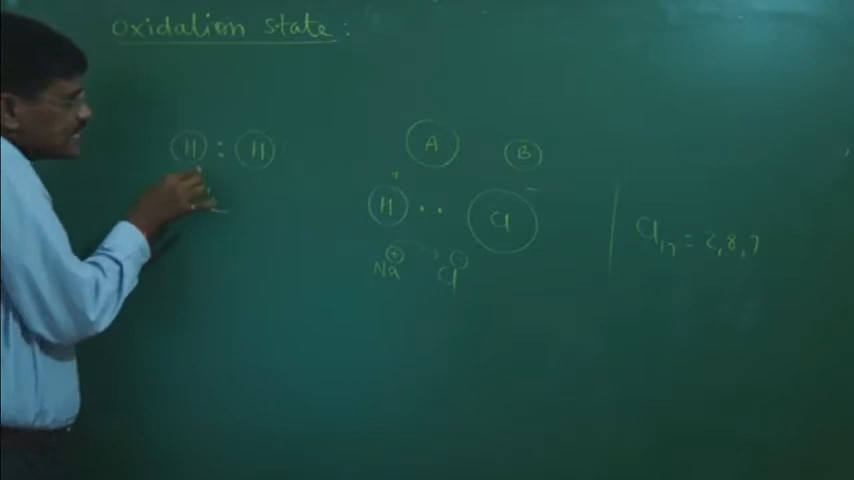 Oxidation state :
H : H
A B
H + . . Cl −
Na + Cl −
Cl17 = 2,8,7